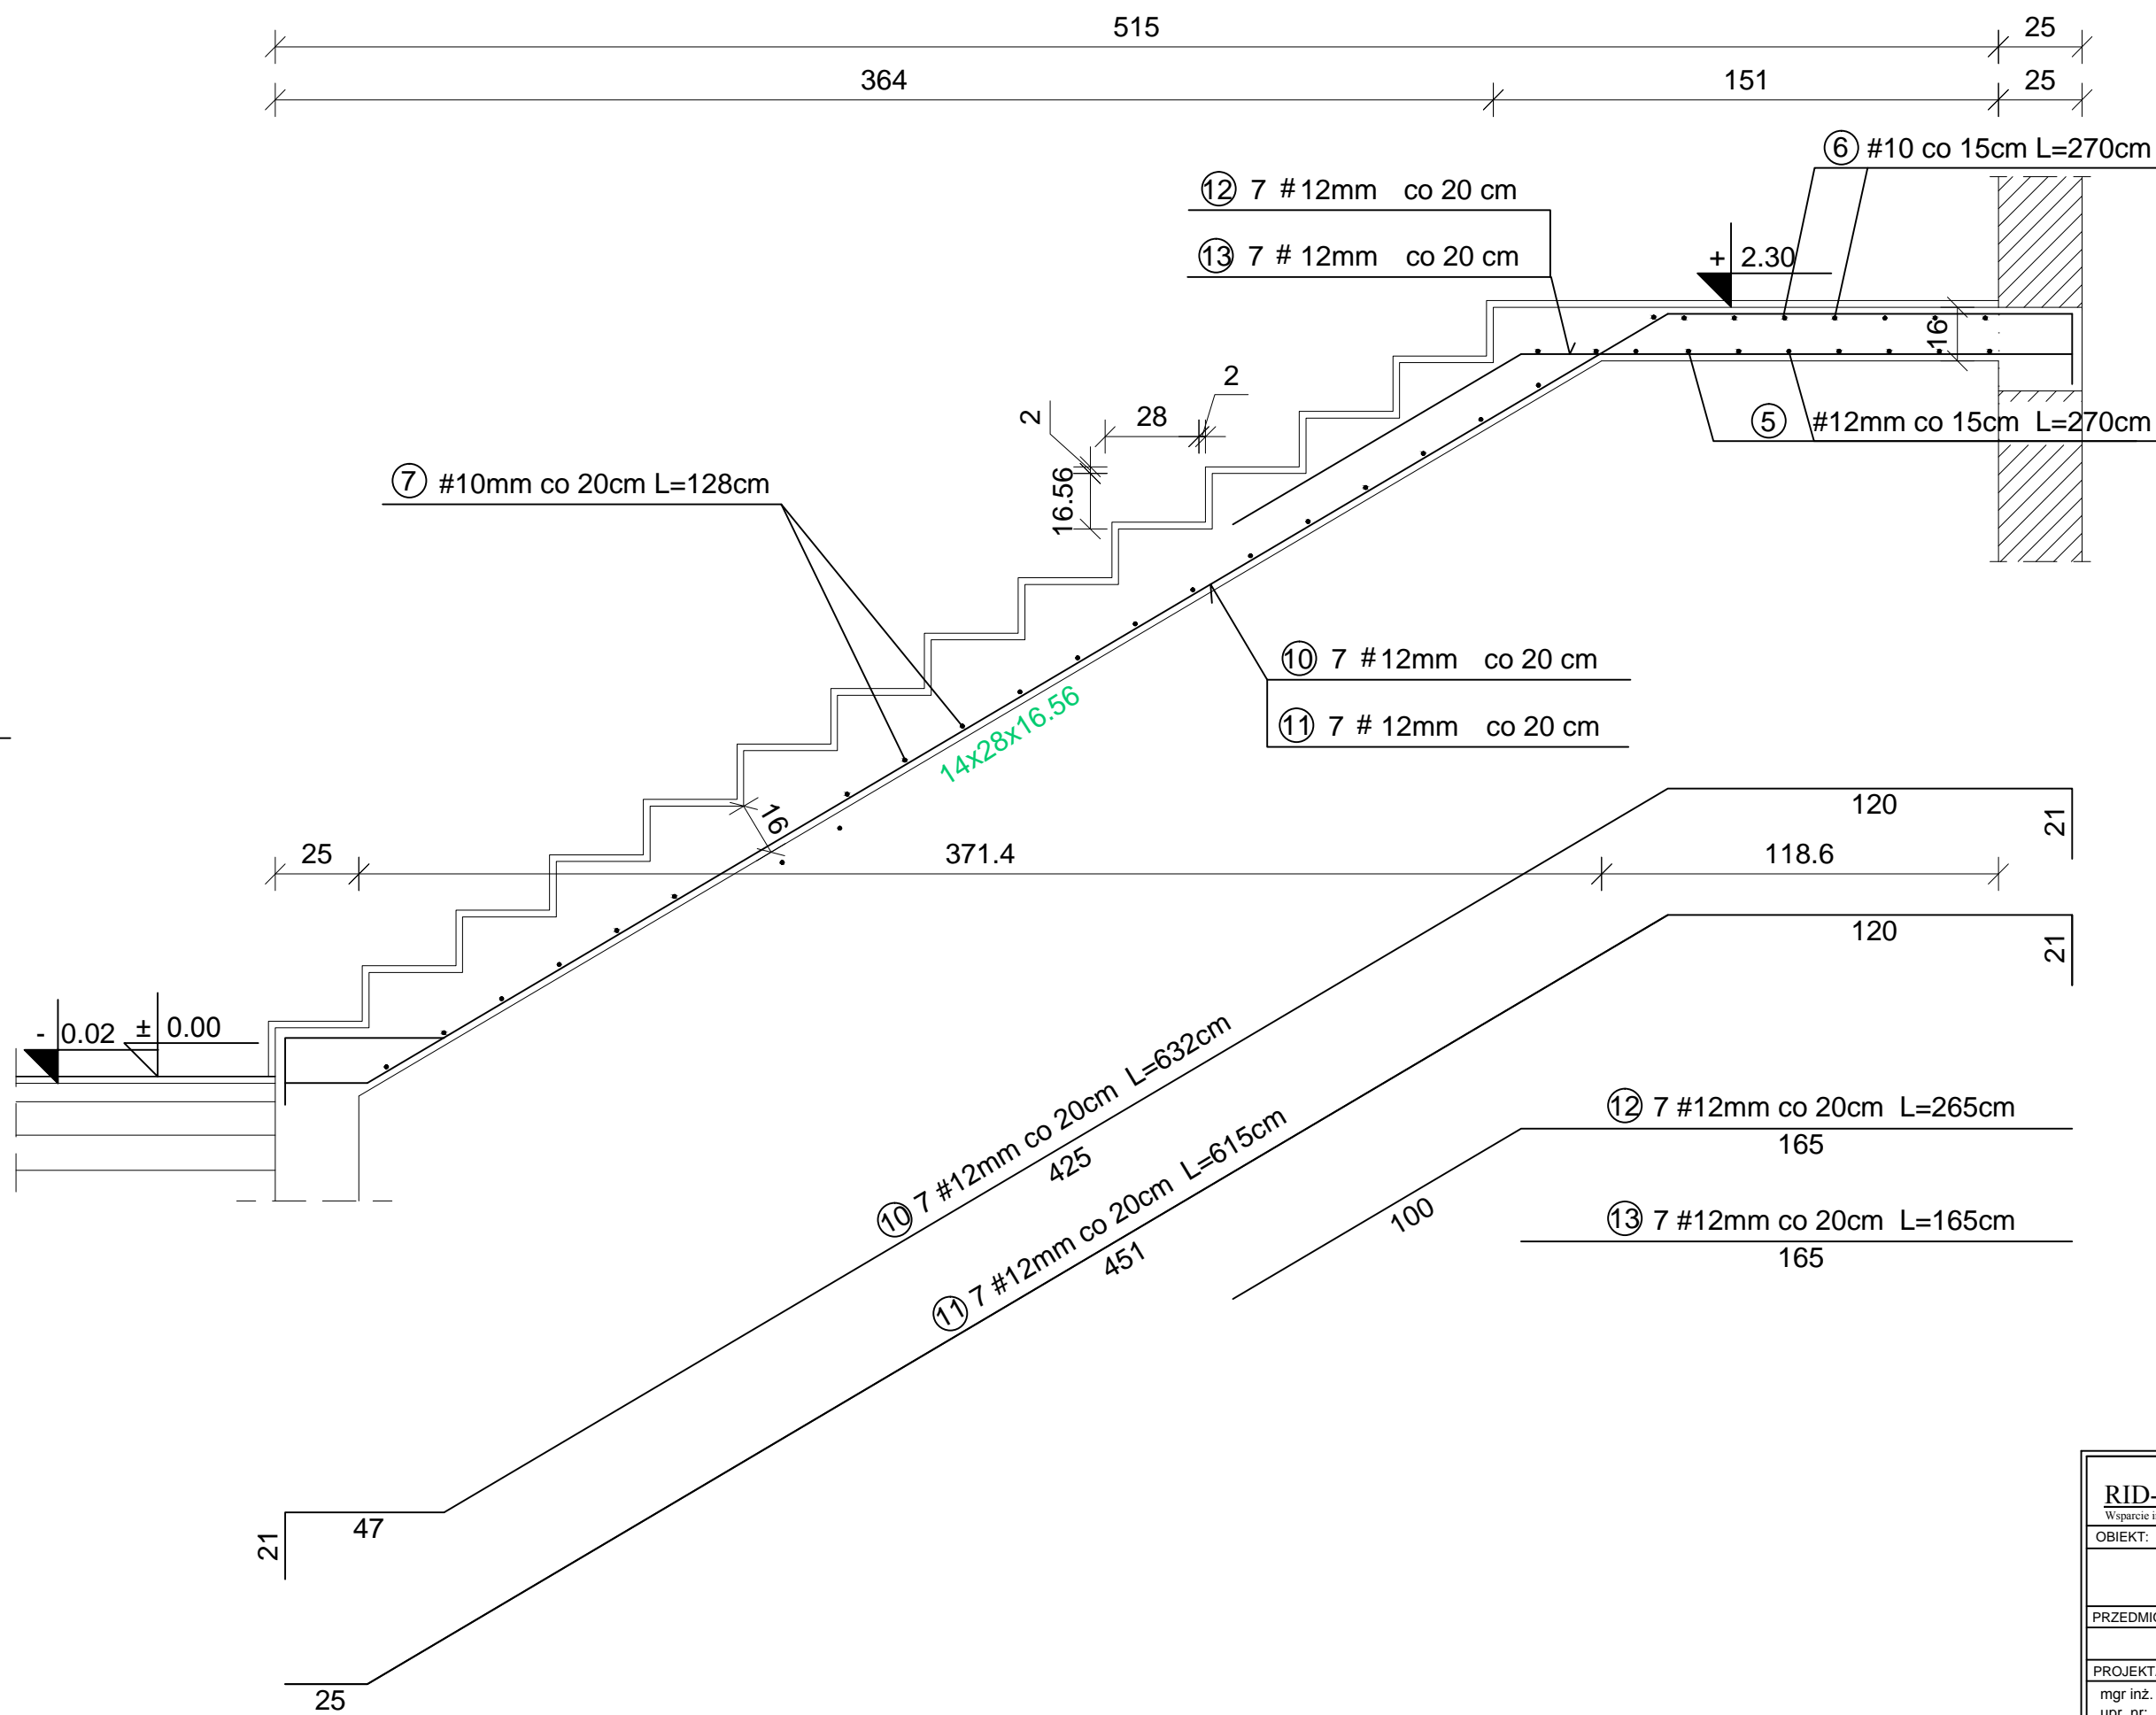 515
25
364
151
25
6 #10 co 15cm L=270cm
12 7 #12mm co 20 cm
13 7 # 12mm co 20 cm
+ 2.30
16
2
28
2
16.56
5 #12mm co 15cm L=270cm
7 #10mm co 20cm L=128cm
10 7 #12mm co 20 cm
11 7 # 12mm co 20 cm
14x28x16.56
16
120
21
25
371.4
118.6
120
21
- 0.02
± 0.00
10 7 #12mm co 20cm L=632cm
425
11 7 #12mm co 20cm L=615cm
451
12 7 #12mm co 20cm L=265cm
165
100
13 7 #12mm co 20cm L=165cm
165
47
21
25
RID-
Wsparcie
OBIEKT:
mgr inż.
upr. nr: